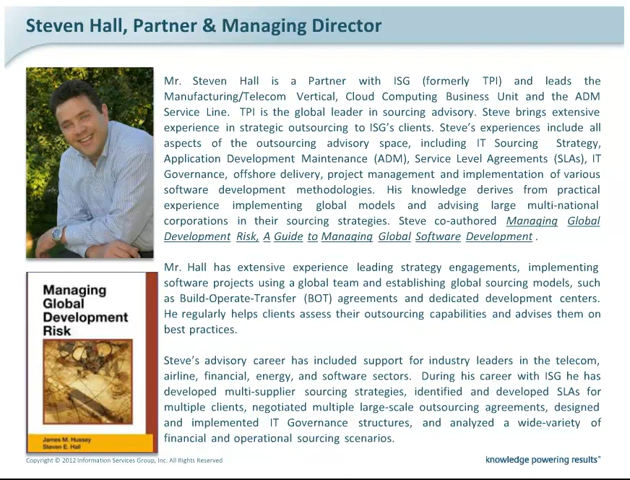 Steven Hall, Partner & Managing Director
Mr. Steven Hall is a Partner with ISG (formerly TPI) and leads the
Manufacturing/Telecom Vertical, Cloud Computing Business Unit and the ADM
Service Line. TPI is the global leader in sourcing advisory. Steve brings extensive
experience in strategic outsourcing to ISG's clients. Steve's experiences include all
aspects of the outsourcing advisory space, including IT Sourcing Strategy,
Application Development Maintenance (ADM), Service Level Agreements (SLAs), IT
Governance, offshore delivery, project management and implementation of various
software development methodologies. His knowledge derives from practical
experience implementing global models and advising large multi-national
corporations in their sourcing strategies. Steve co-authored Managing Global
Development Risk, A Guide to Managing Global Software Development .
Mr. Hall has extensive experience leading strategy engagements, implementing
software projects using a global team and establishing global sourcing models, such
as Build-Operate-Transfer (BOT) agreements and dedicated development centers.
He regularly helps clients assess their outsourcing capabilities and advises them on
best practices.
Steve's advisory career has included support for industry leaders in the telecom,
airline, financial, energy, and software sectors. During his career with ISG he has
developed multi-supplier sourcing strategies, identified and developed SLAs for
multiple clients, negotiated multiple large-scale outsourcing agreements, designed
and implemented IT Governance structures, and analyzed a wide-variety of
financial and operational sourcing scenarios.
Managing
Global
Development
Risk
James M. Hussey
Steven E. Hall
Copyright © 2012 Information Services Group, Inc. All Rights Reserved
knowledge powering results®